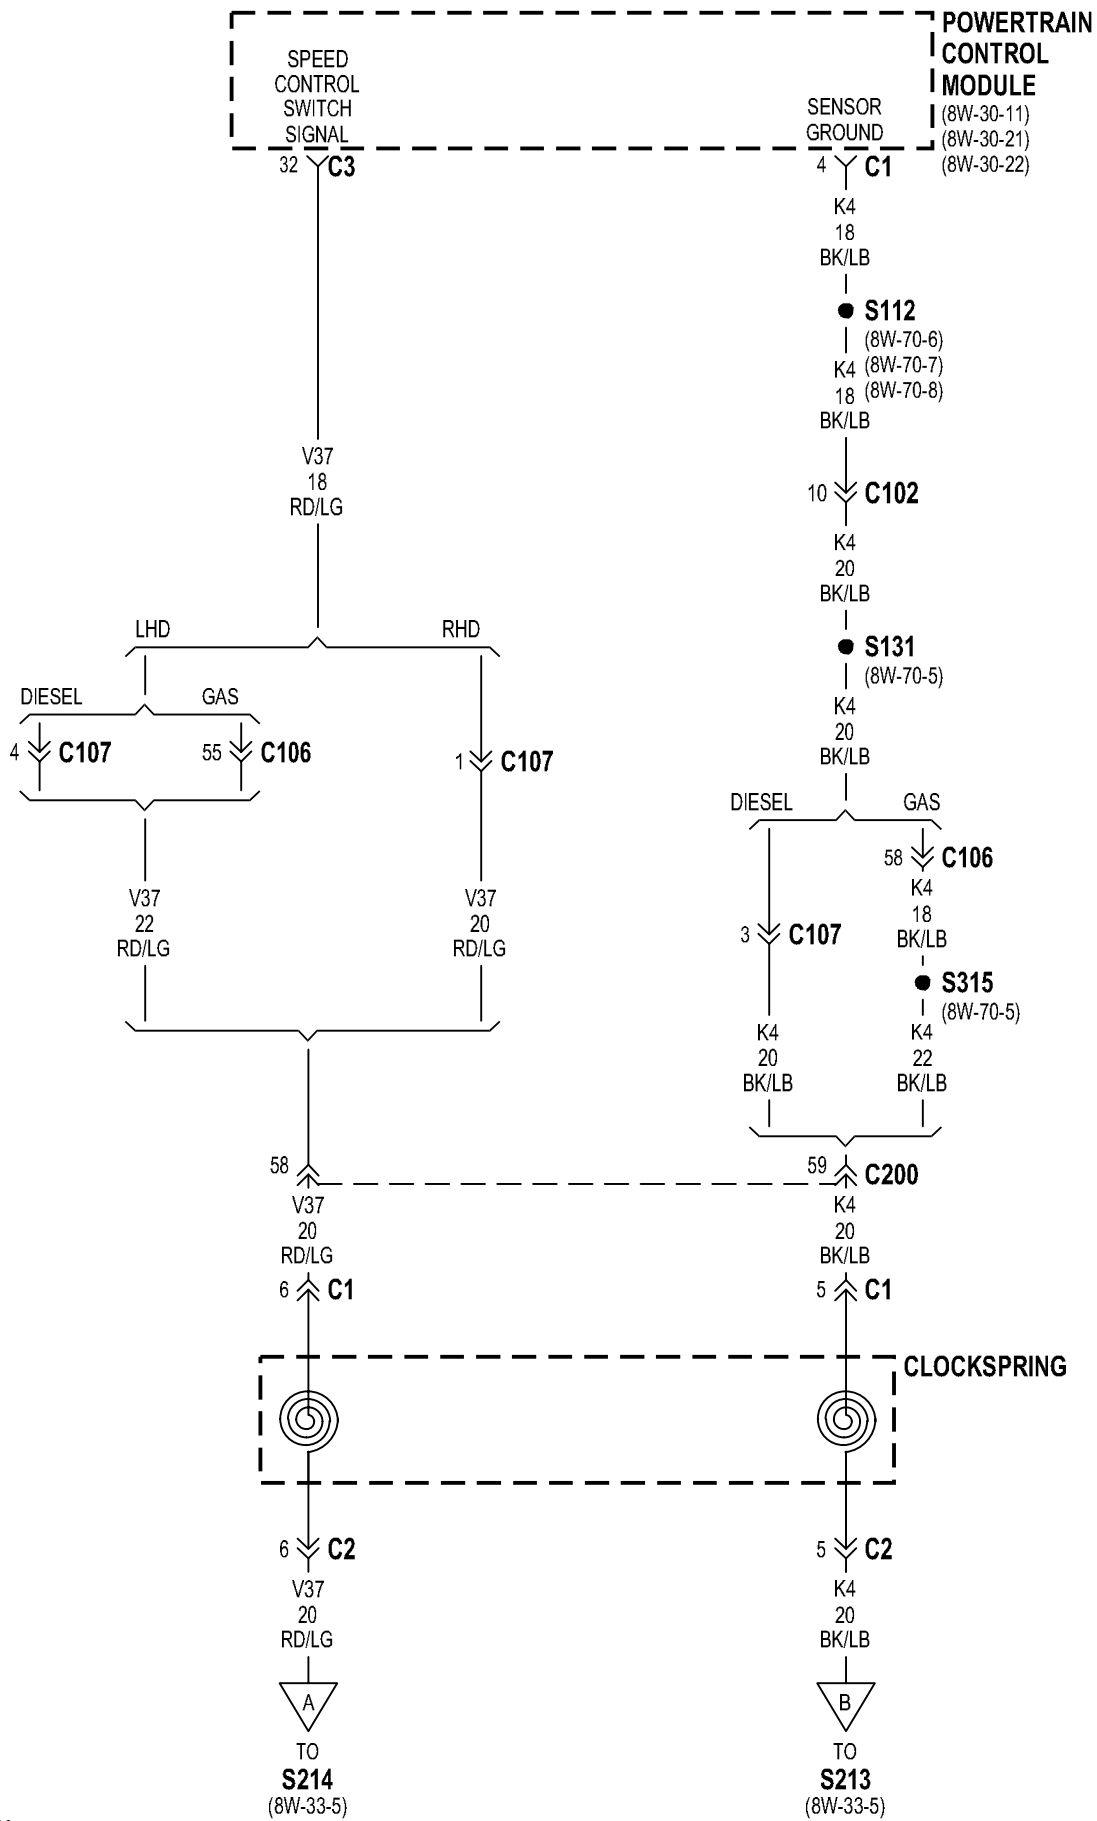 POWERTRAIN
CONTROL
MODULE
(8W-30-11)
(8W-30-21)
(8W-30-22)
SPEED
CONTROL
SWITCH
SIGNAL
SENSOR
GROUND
32 C3
4 C1
K4
18
BK/LB
S112
(8W-70-6)
(8W-70-7)
(8W-70-8)
K4
18
BK/LB
V37
18
RD/LG
10 C102
K4
20
BK/LB
LHD
RHD
S131
(8W-70-5)
K4
20
BK/LB
DIESEL
GAS
4 C107
55 C106
1 C107
DIESEL
GAS
58 C106
K4
18
BK/LB
V37
22
RD/LG
V37
20
RD/LG
3 C107
S315
(8W-70-5)
K4
20
BK/LB
K4
22
BK/LB
58
59 C200
V37
20
RD/LG
K4
20
BK/LB
6 C1
5 C1
CLOCKSPRING
6 C2
5 C2
V37
20
RD/LG
K4
20
BK/LB
A
B
TO
S214
(8W-33-5)
TO
S213
(8W-33-5)